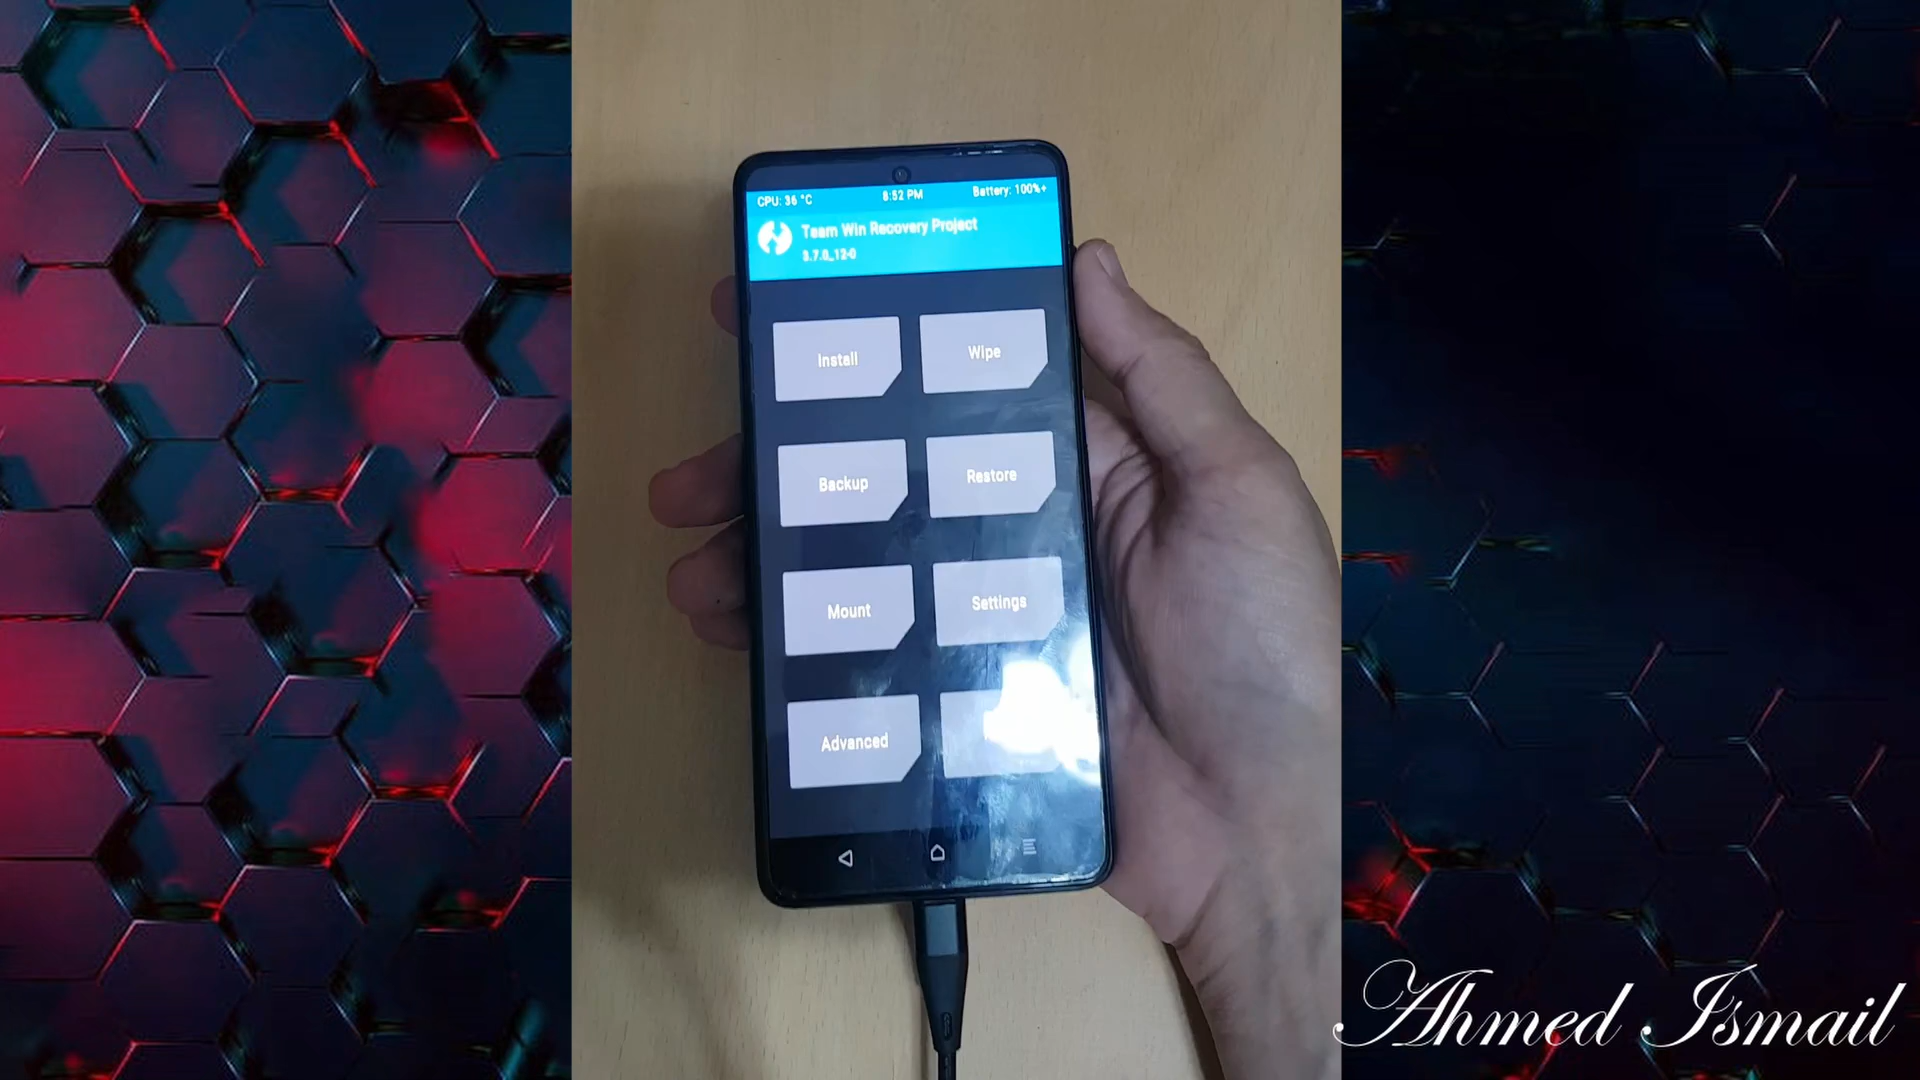 CPU: 36 °C 8:52 PM Battery: 100%+
Team Win Recovery Project
3.7.0_12-0
Install Wipe
Backup Restore
Mount Settings
Advanced
Ahmed Ismail